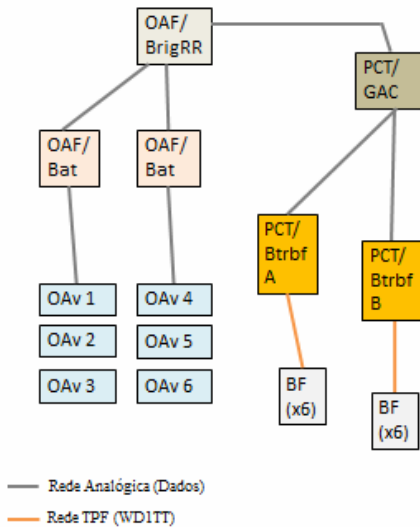 OAF/
BrigRR
PCT/
GAC
OAF/
Bat
OAF/
Bat
PCT/
Btrbf
A
PCT/
Btrbf
B
OAv 1
OAv 2
OAv 3
OAv 4
OAv 5
OAv 6
BF
(x6)
BF
(x6)
Rede Analógica (Dados)
Rede TPF (WD1TT)